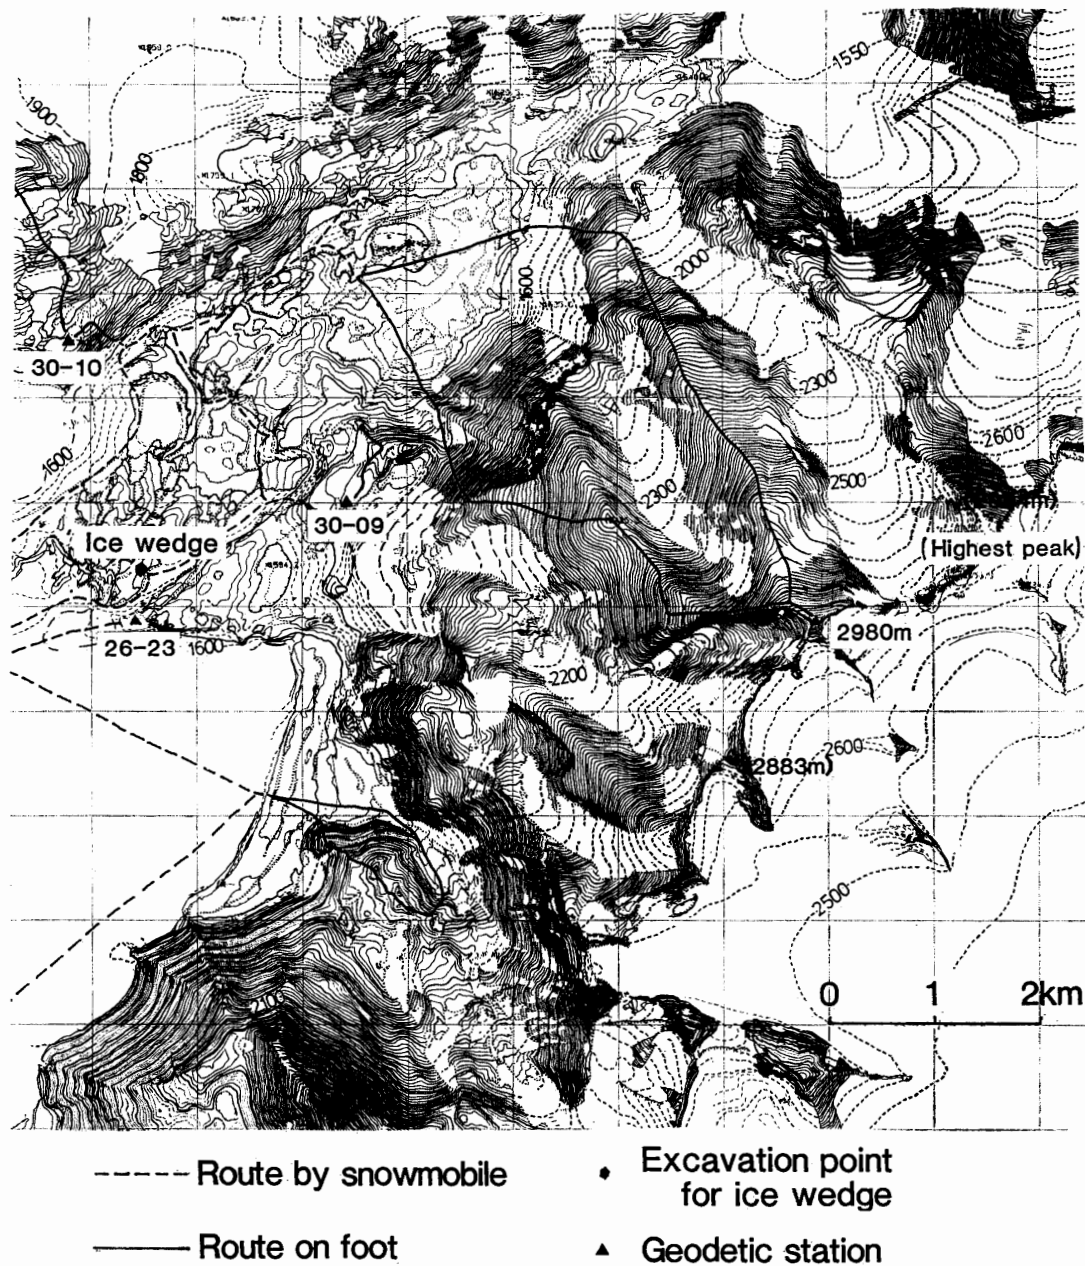 1550
1900
1800
2000
1600
30-10
2300
2600
1600
2500
2300
30-09
Ice wedge
(Highest peak)
2980m
26-23
1600
2200
2600
2883m)
2500
0 1 2km
2100
Route by snowmobile
Excavation point
for ice wedge
Route on foot
Geodetic station